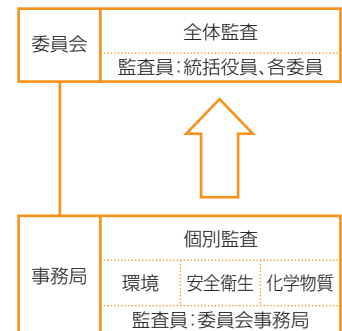 委員会
全体監査
監査員：統括役員、各委員
事務局
個別監査
環境 安全衛生 化学物質
監査員：委員会事務局